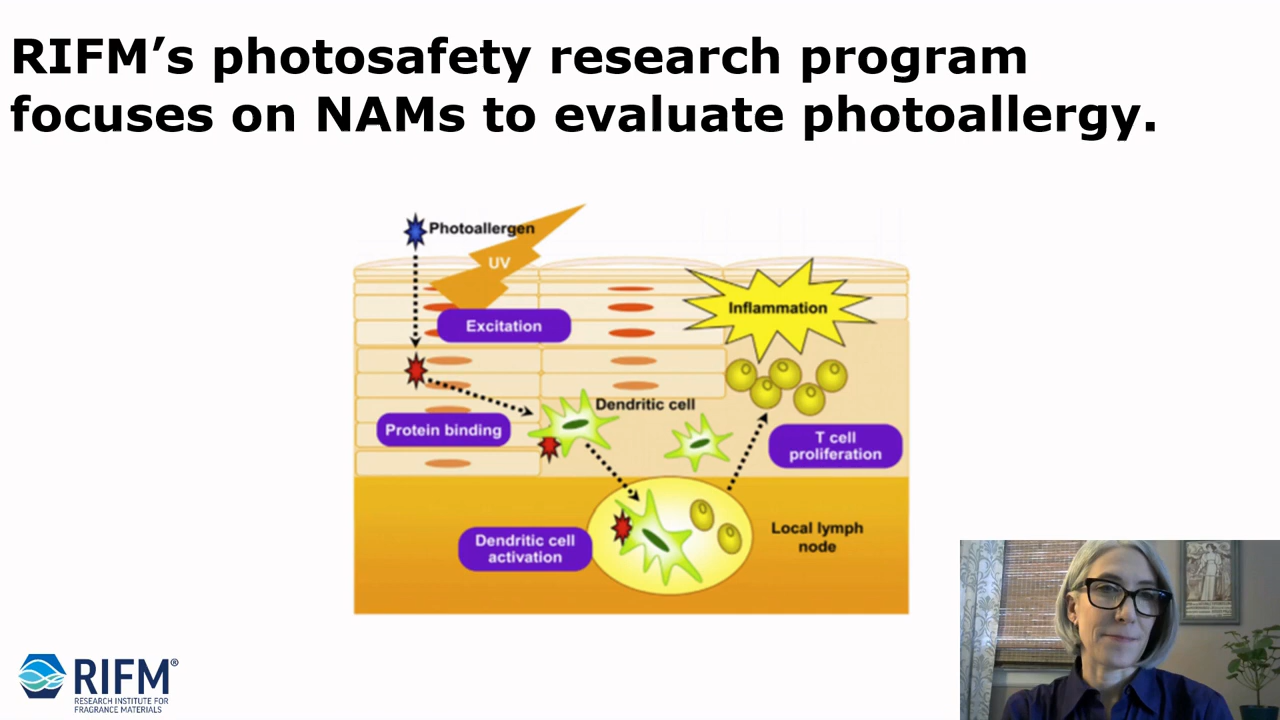 RIFM’s photosafety research program
focuses on NAMs to evaluate photoallergy.
Photoallergen
UV
Excitation
Inflammation
Dendritic cell
Protein binding
T cell
proliferation
Dendritic cell
activation
Local lymph
node
RIFM®
RESEARCH INSTITUTE FOR
FRAGRANCE MATERIALS